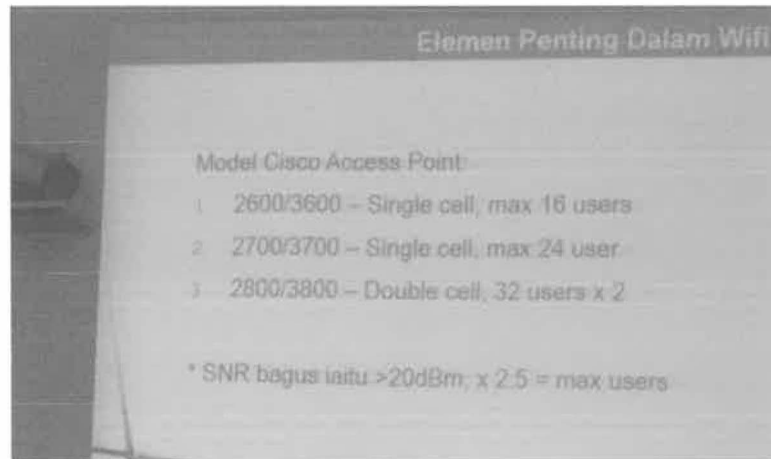 Elemen Penting Dalam Wifi
Model Cisco Access Point:
1 2600/3600 – Single cell, max 16 users
2 2700/3700 – Single cell, max 24 user
3 2800/3800 – Double cell, 32 users x 2
* SNR bagus iaitu >20dBm, x 2.5 = max users